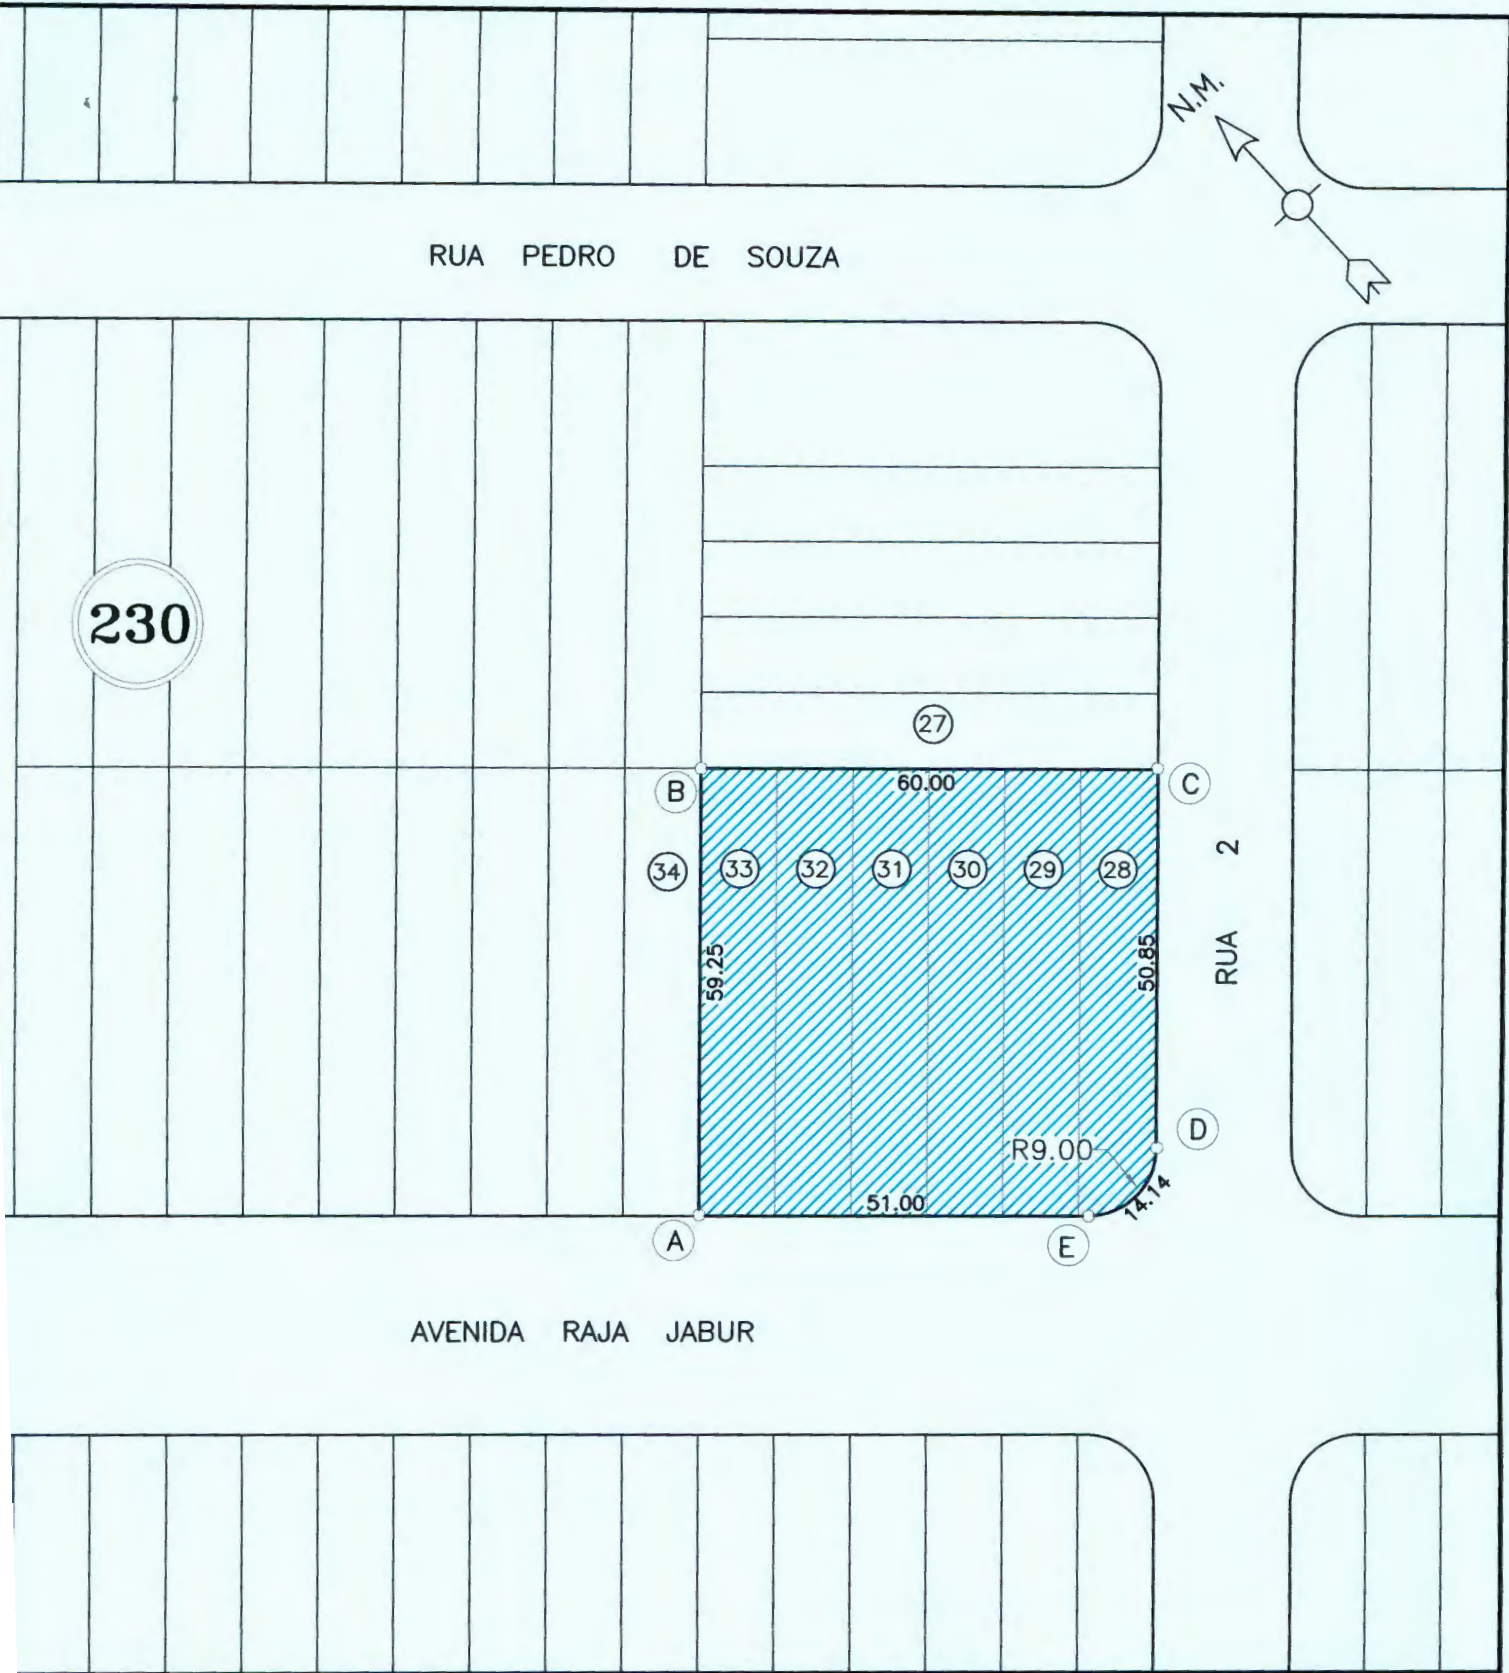 N.M.
RUA PEDRO DE SOUZA
230
27
B
60.00
C
34
33
32
31
30
29
28
RUA 2
59.25
50.85
D
R9.00
14.14
51.00
A
E
AVENIDA RAJA JABUR